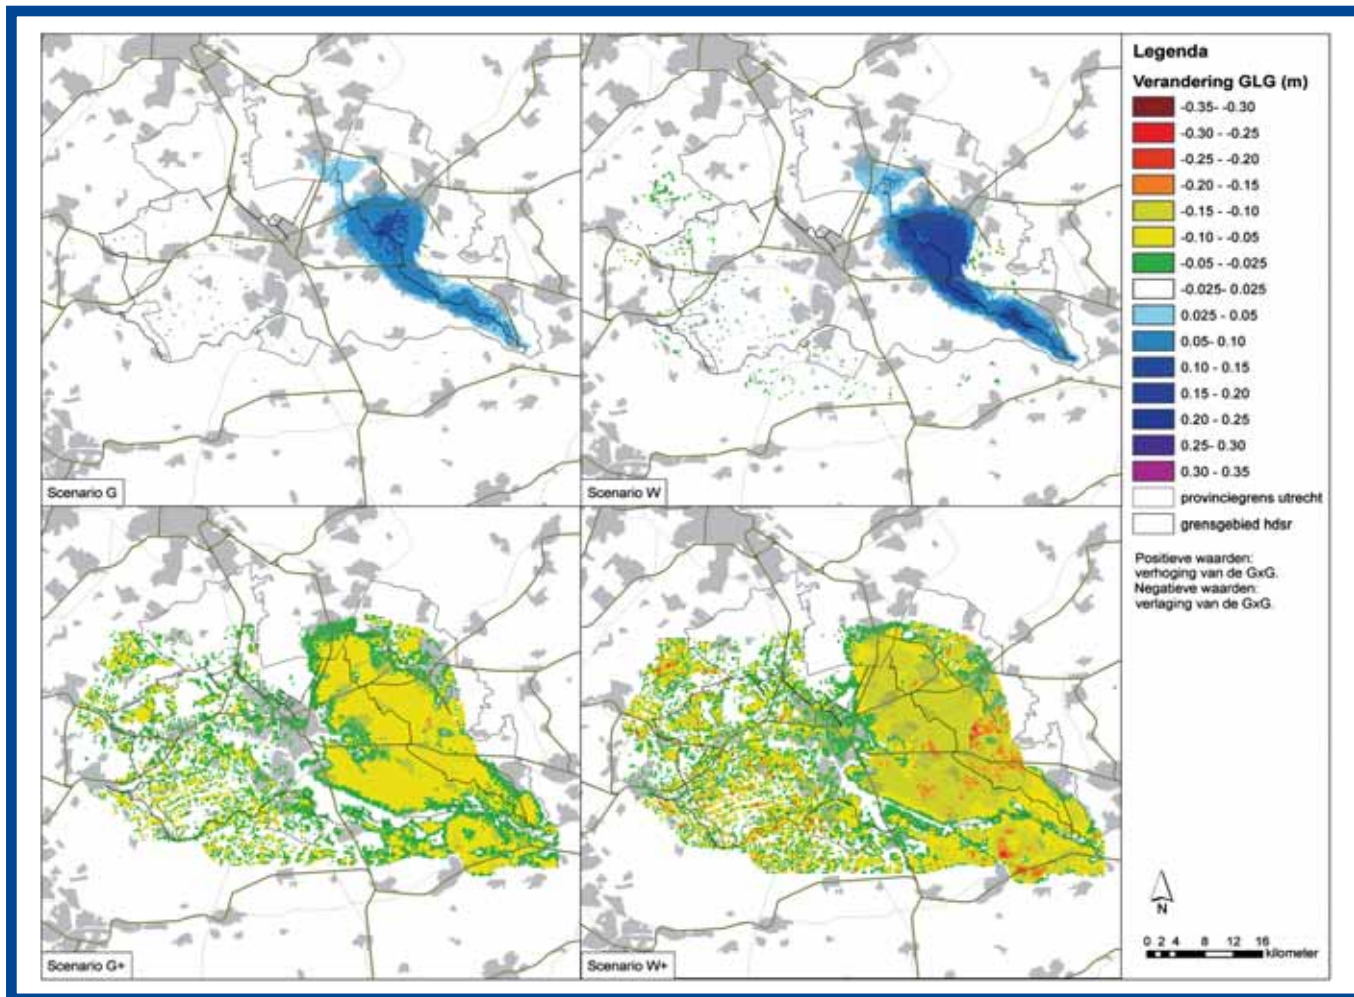 Legenda
Verandering GLG (m)
-0.35- -0.30
-0.30 - -0.25
-0.25 - -0.20
-0.20 - -0.15
-0.15 - -0.10
-0.10 - -0.05
-0.05 - -0.025
-0.025- 0.025
0.025 - 0.05
0.05- 0.10
0.10 - 0.15
0.15 - 0.20
0.20 - 0.25
0.25- 0.30
0.30 - 0.35
provinciegrens utrecht
grensgebied hdsr
Positieve waarden:
verhoging van de GxG.
Negatieve waarden:
verlaging van de GxG.
N
0 2 4 8 12 16
kilometer
Scenario G
Scenario W
Scenario G+
Scenario W+